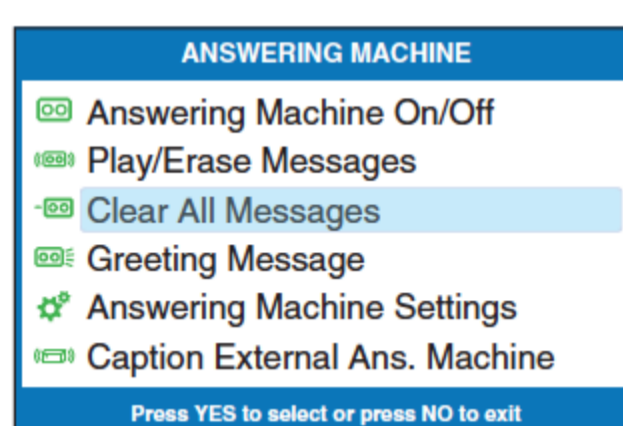 ANSWERING MACHINE
Answering Machine On/Off
Play/Erase Messages
Clear All Messages
Greeting Message
Answering Machine Settings
Caption External Ans. Machine
Press YES to select or press NO to exit